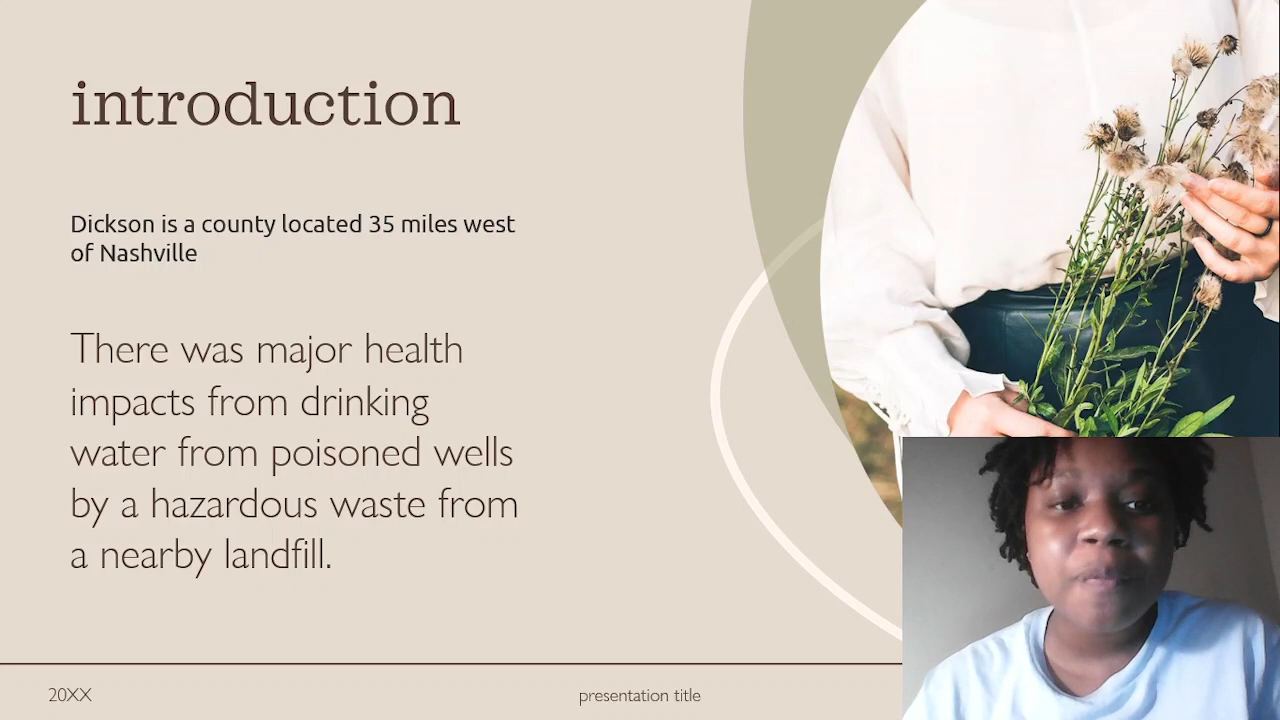 introduction
Dickson is a county located 35 miles west
of Nashville
There was major health
impacts from drinking
water from poisoned wells
by a hazardous waste from
a nearby landfill.
20XX
presentation title